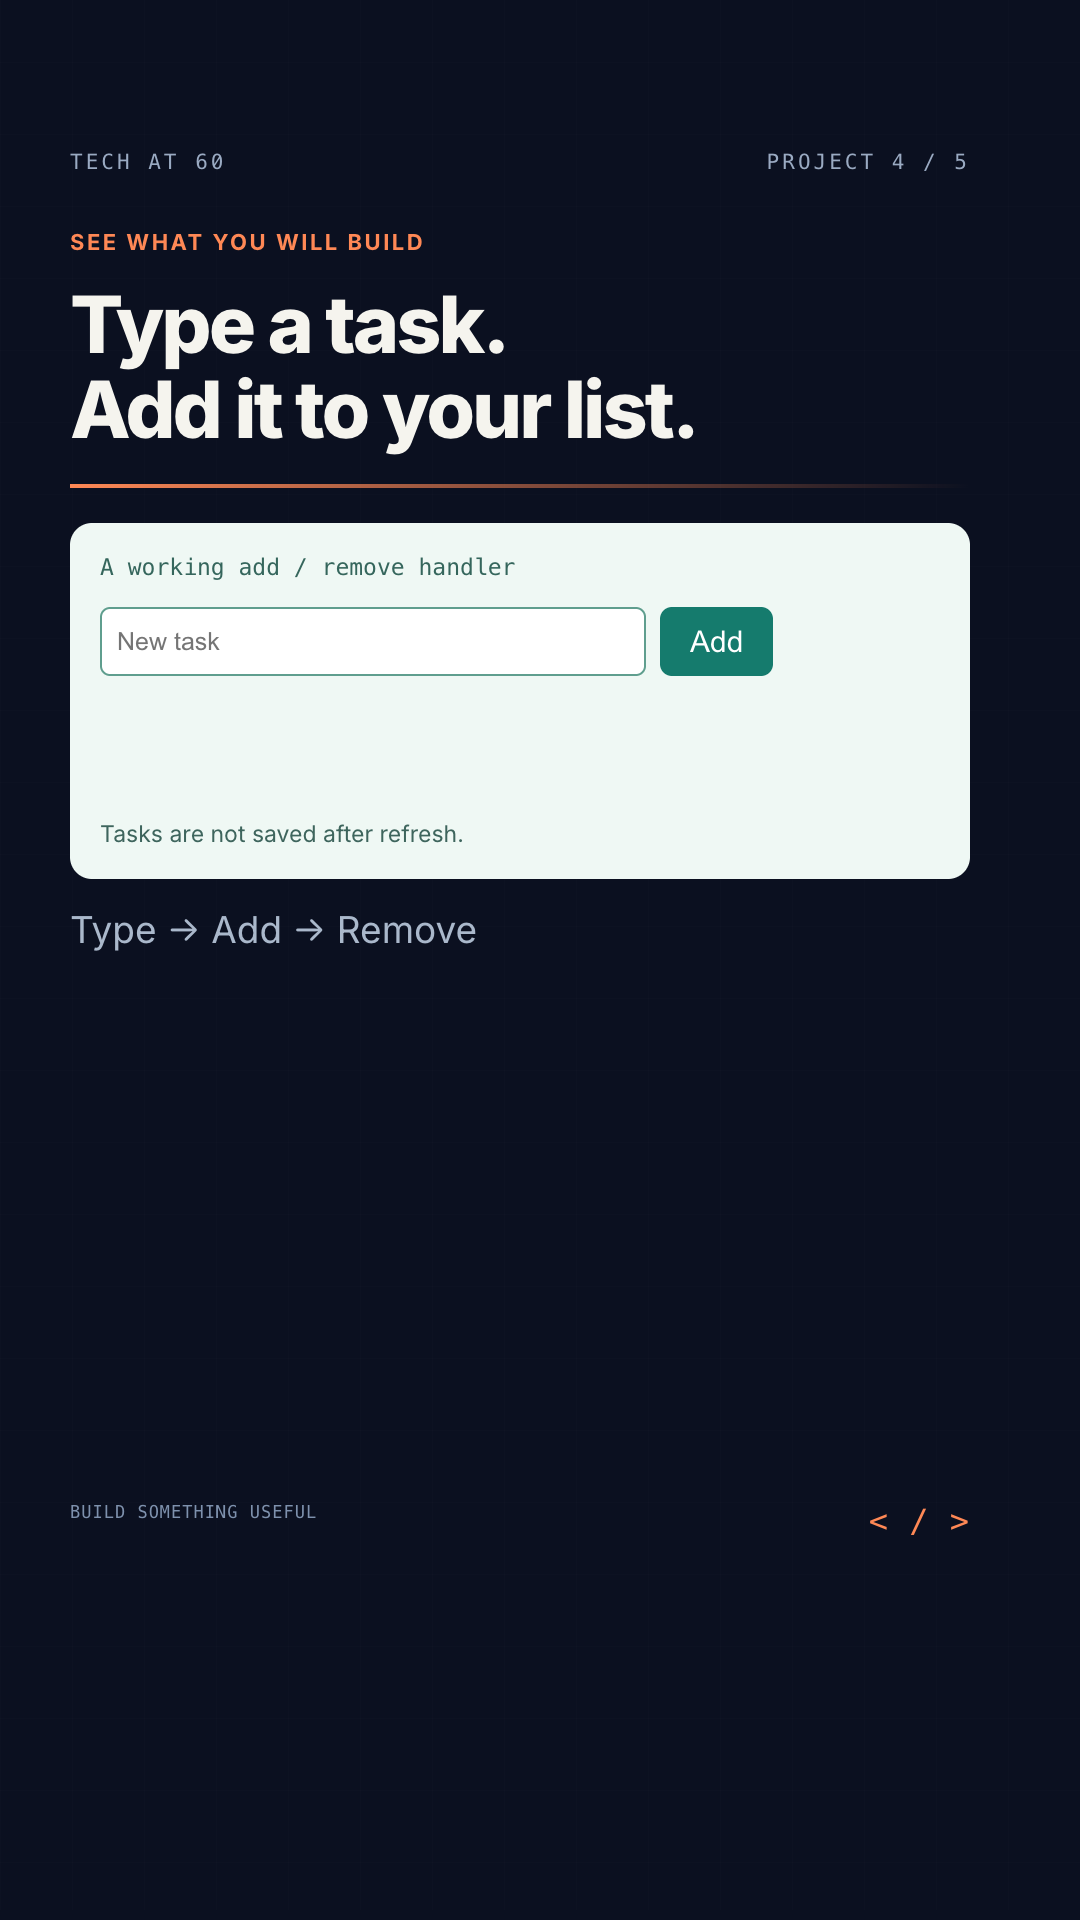 TECH AT 60
PROJECT 4 / 5
SEE WHAT YOU WILL BUILD
Type a task.
Add it to your list.
A working add / remove handler
New task
Add
Tasks are not saved after refresh.
Type → Add → Remove
BUILD SOMETHING USEFUL
< / >